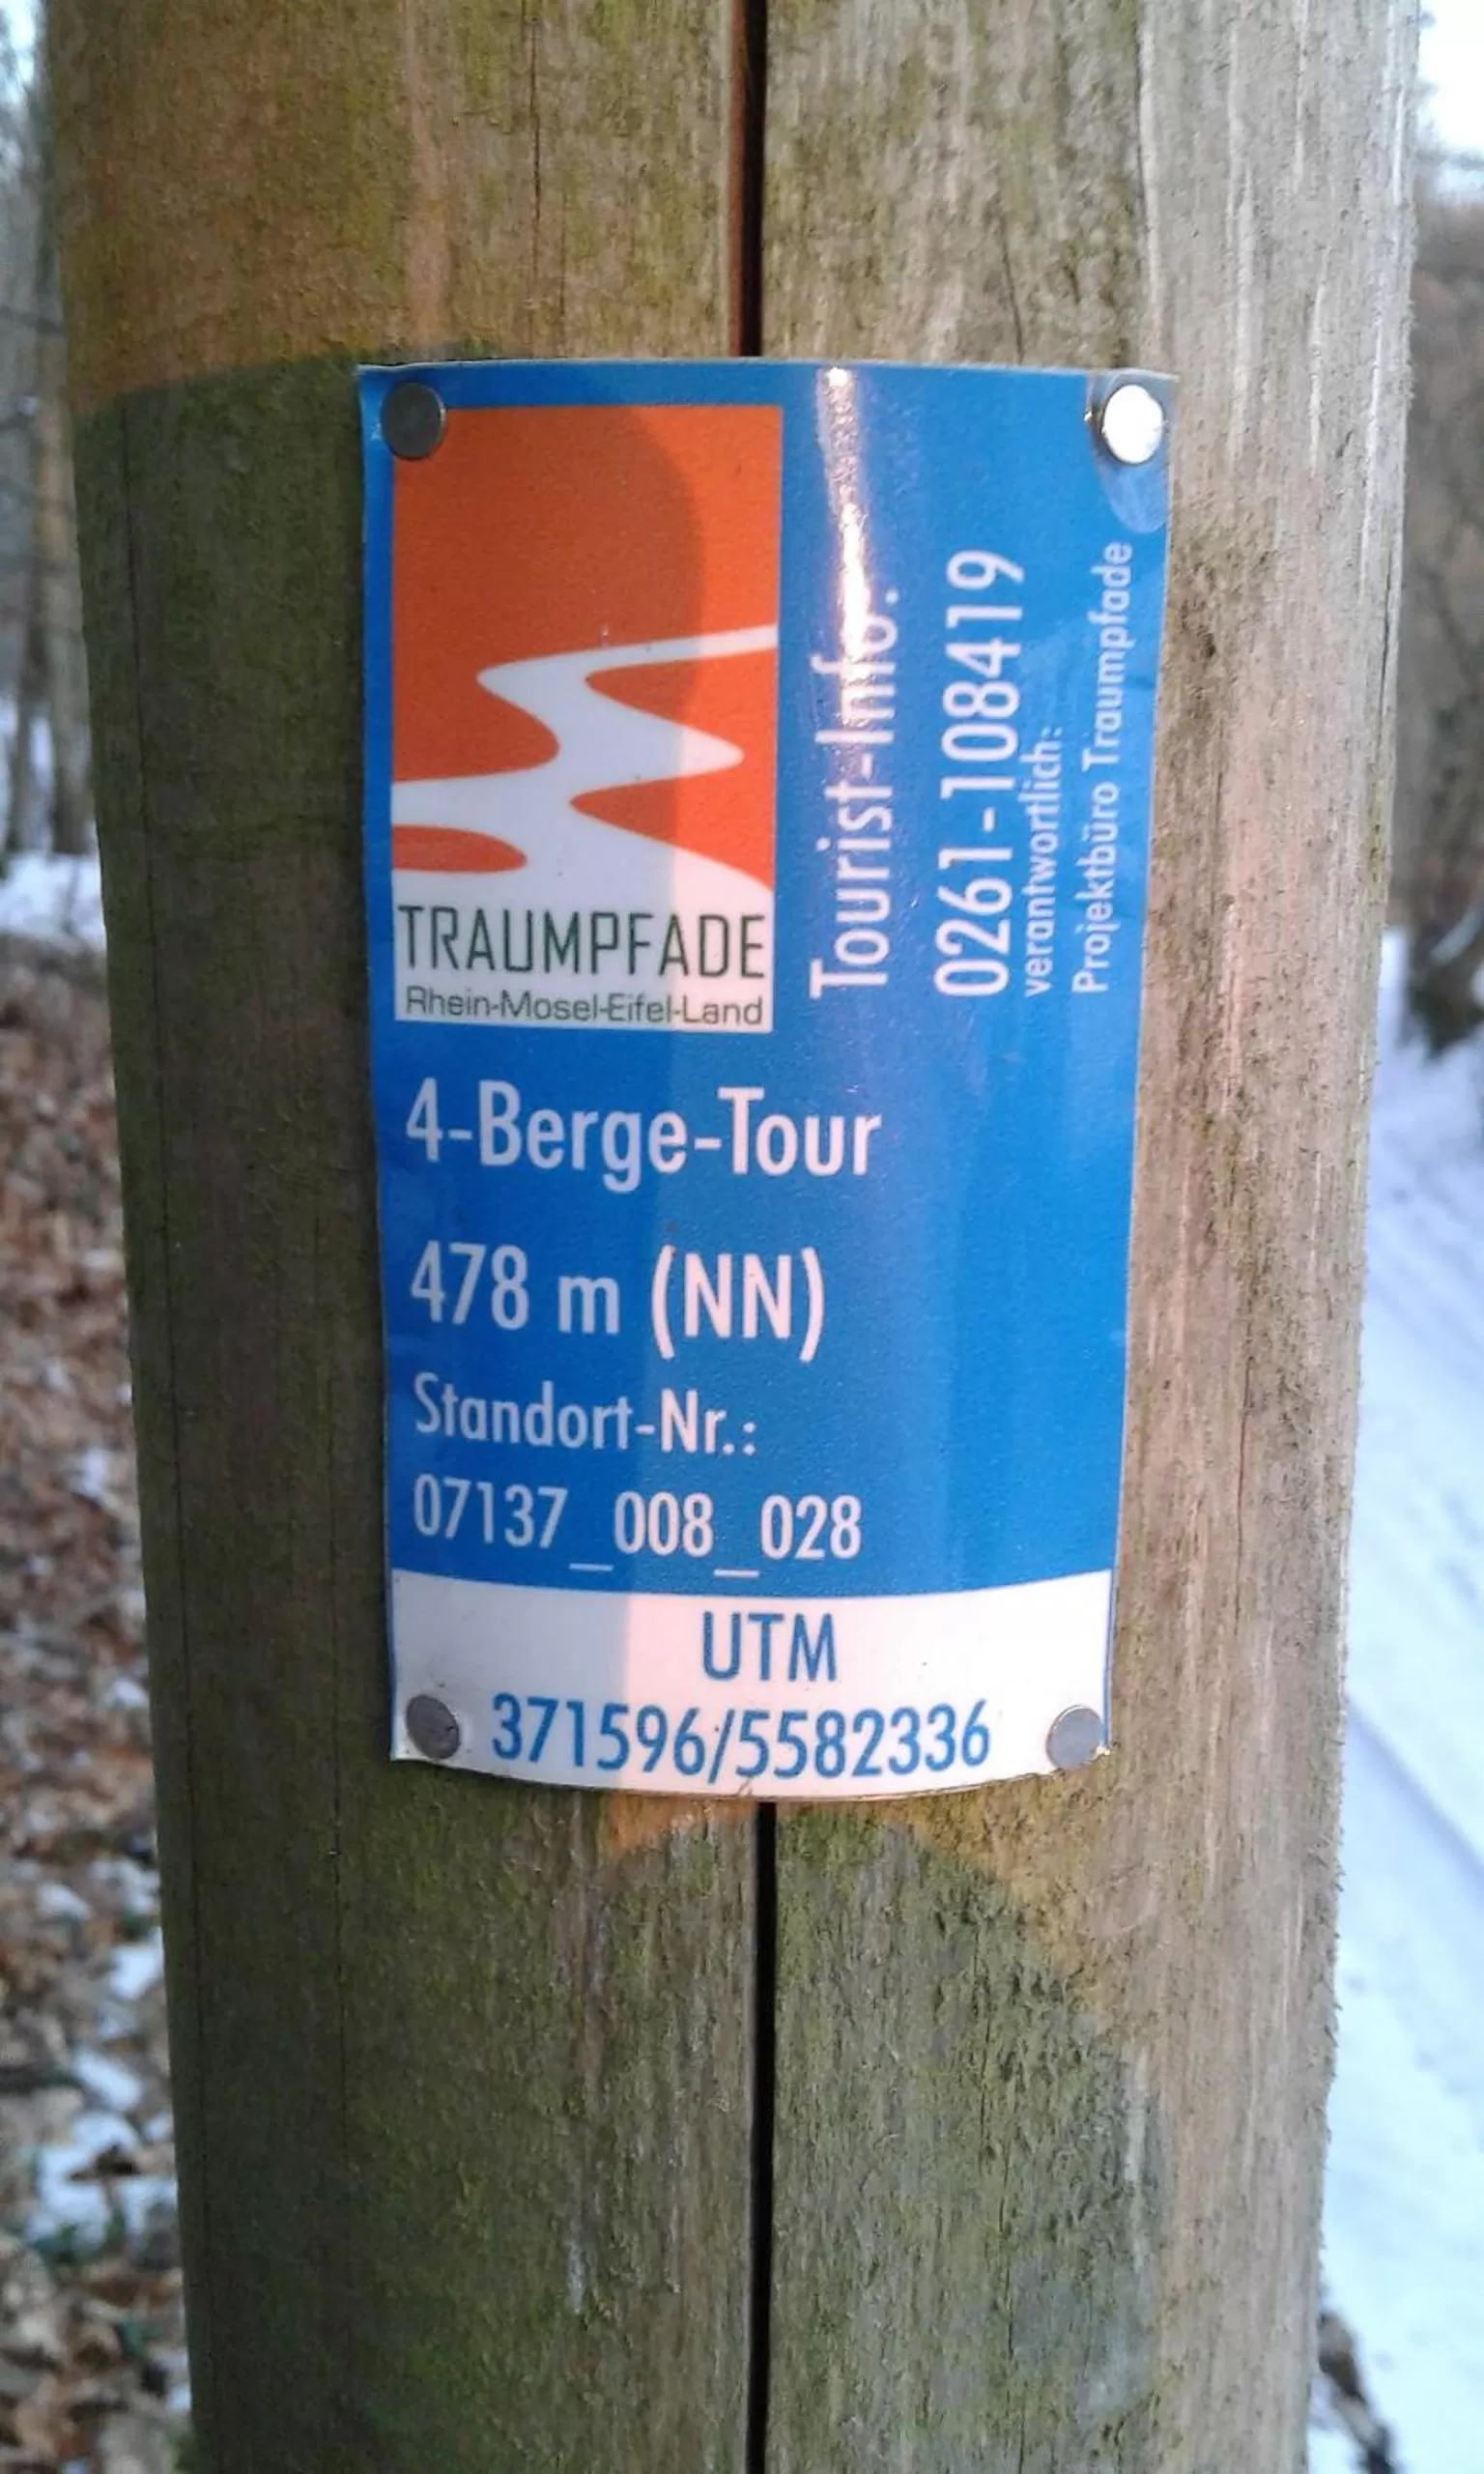 TRAUMPFADE
Rhein-Mosel-Eifel-Land
Tourist-Info:
0261-108419
verantwortlich:
Projektbüro Traumpfade
4-Berge-Tour
478 m (NN)
Standort-Nr.:
07137_008_028
UTM
371596/5582336